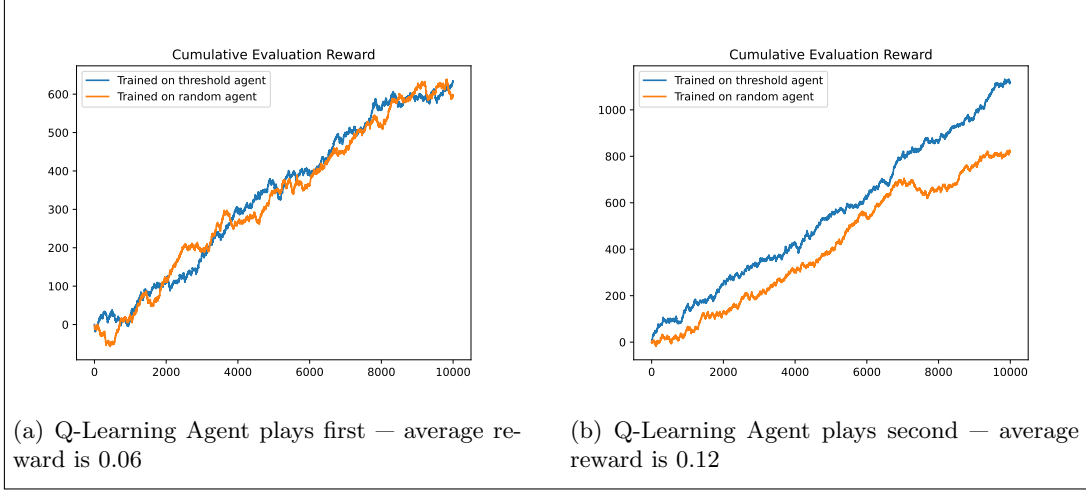 Cumulative Evaluation Reward
Trained on threshold agent
Trained on random agent
600
500
400
300
200
100
0
0 2000 4000 6000 8000 10000
(a) Q-Learning Agent plays first — average re-
ward is 0.06
Cumulative Evaluation Reward
Trained on threshold agent
Trained on random agent
1000
800
600
400
200
0
0 2000 4000 6000 8000 10000
(b) Q-Learning Agent plays second — average
reward is 0.12